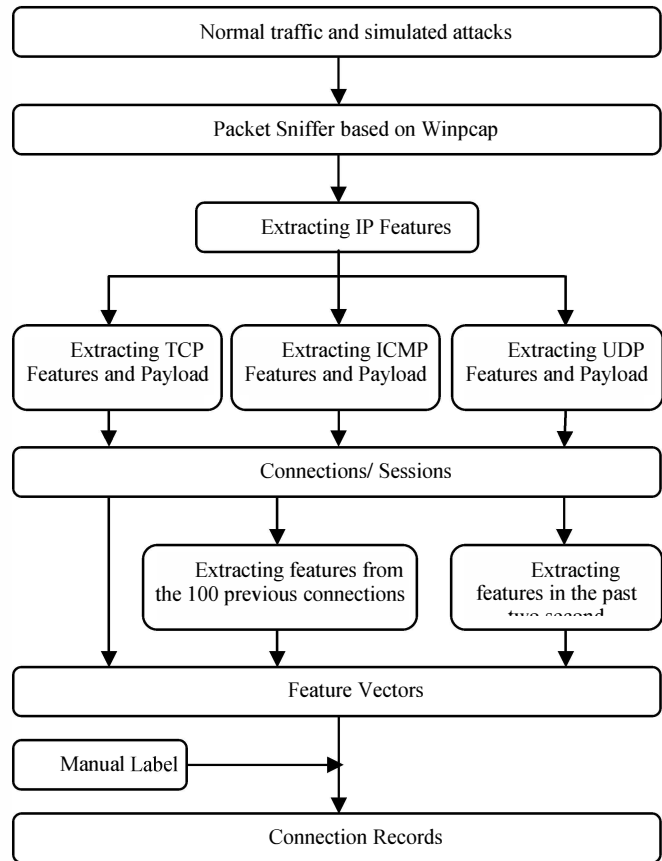 Normal traffic and simulated attacks
Packet Sniffer based on Winpcap
Extracting IP Features
Extracting TCP
Features and Payload
Extracting ICMP
Features and Payload
Extracting UDP
Features and Payload
Connections/ Sessions
Extracting features from
the 100 previous connections
Extracting
features in the past
two second
Feature Vectors
Manual Label
Connection Records